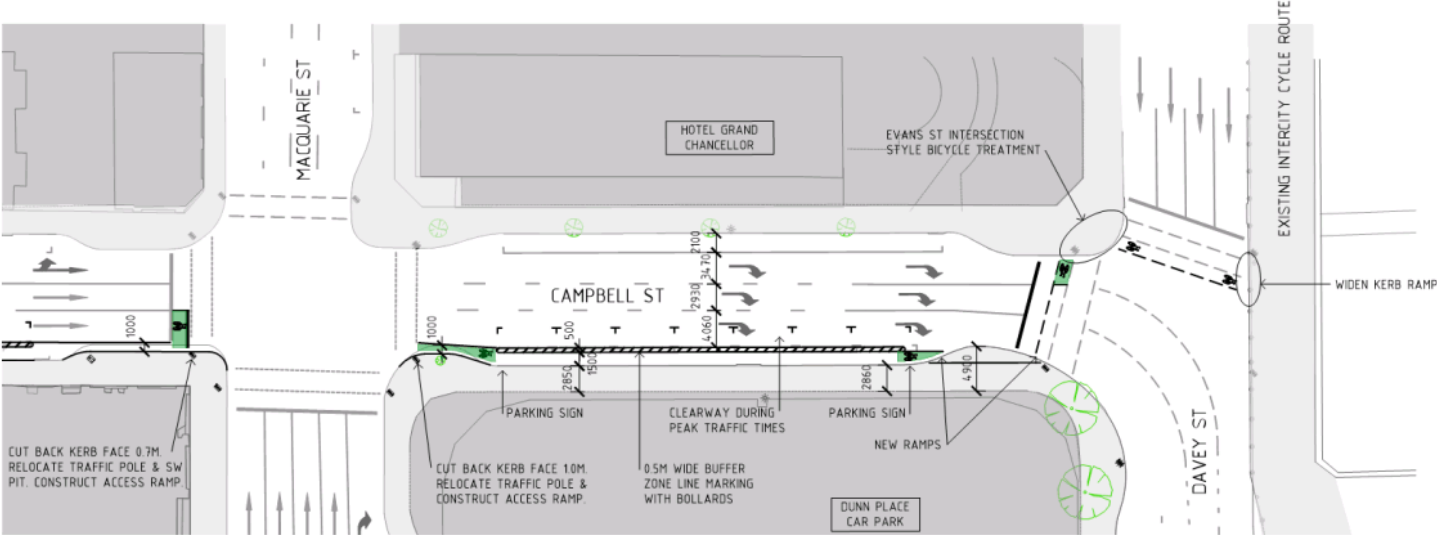 MACQUARIE ST
HOTEL GRAND
CHANCELLOR
EVANS ST INTERSECTION
STYLE BICYCLE TREATMENT
EXISTING INTERCITY CYCLE ROUTE
WIDEN KERB RAMP
CAMPBELL ST
2100
3470
2930
4060
1000
1000
500
1500
2850
2860
4900
PARKING SIGN
CLEARWAY DURING
PEAK TRAFFIC TIMES
PARKING SIGN
NEW RAMPS
DAVEY ST
CUT BACK KERB FACE 0.7M.
RELOCATE TRAFFIC POLE & SW
PIT. CONSTRUCT ACCESS RAMP.
CUT BACK KERB FACE 1.0M.
RELOCATE TRAFFIC POLE &
CONSTRUCT ACCESS RAMP.
0.5M WIDE BUFFER
ZONE LINE MARKING
WITH BOLLARDS
DUNN PLACE
CAR PARK